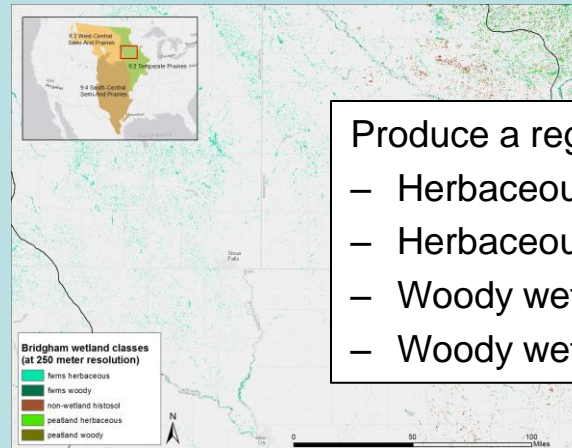 9.3 West-Central
Semi-Arid Prairies
9.2 Temperate Prairies
9.4 South-Central
Semi-Arid Prairies
Houston
Produce a reg
– Herbaceou
– Herbaceou
– Woody wet
– Woody wet
Sioux
Falls
Bridgham wetland classes
(at 250 meter resolution)
fwms herbaceous
fwms woody
non-wetland histosol
peatland herbaceous
peatland woody
N
0 50 100
Miles